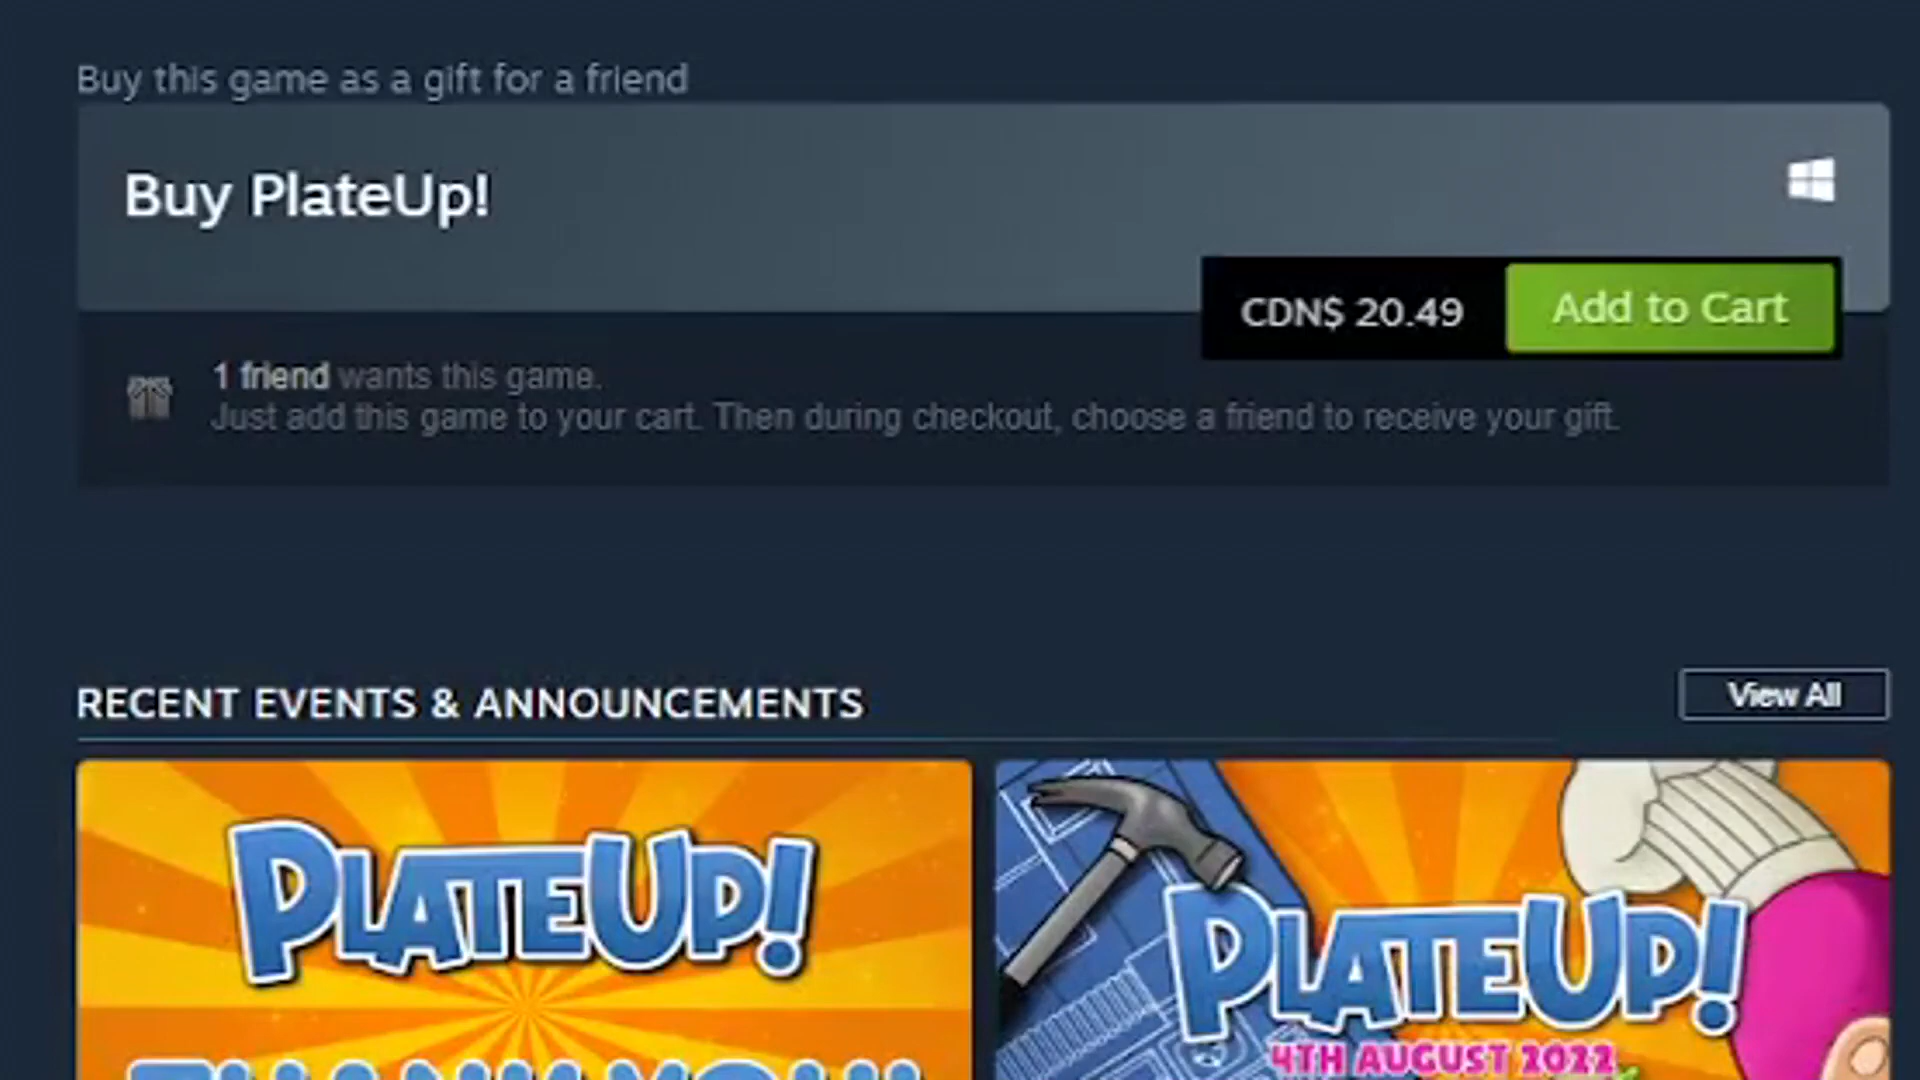 Buy this game as a gift for a friend
Buy PlateUp!
CDN$ 20.49
Add to Cart
1 friend wants this game.
Just add this game to your cart. Then during checkout, choose a friend to receive your gift.
RECENT EVENTS & ANNOUNCEMENTS
View All
PLATEUP!
THANK YOU!
PLATEUP!
4TH AUGUST 2022